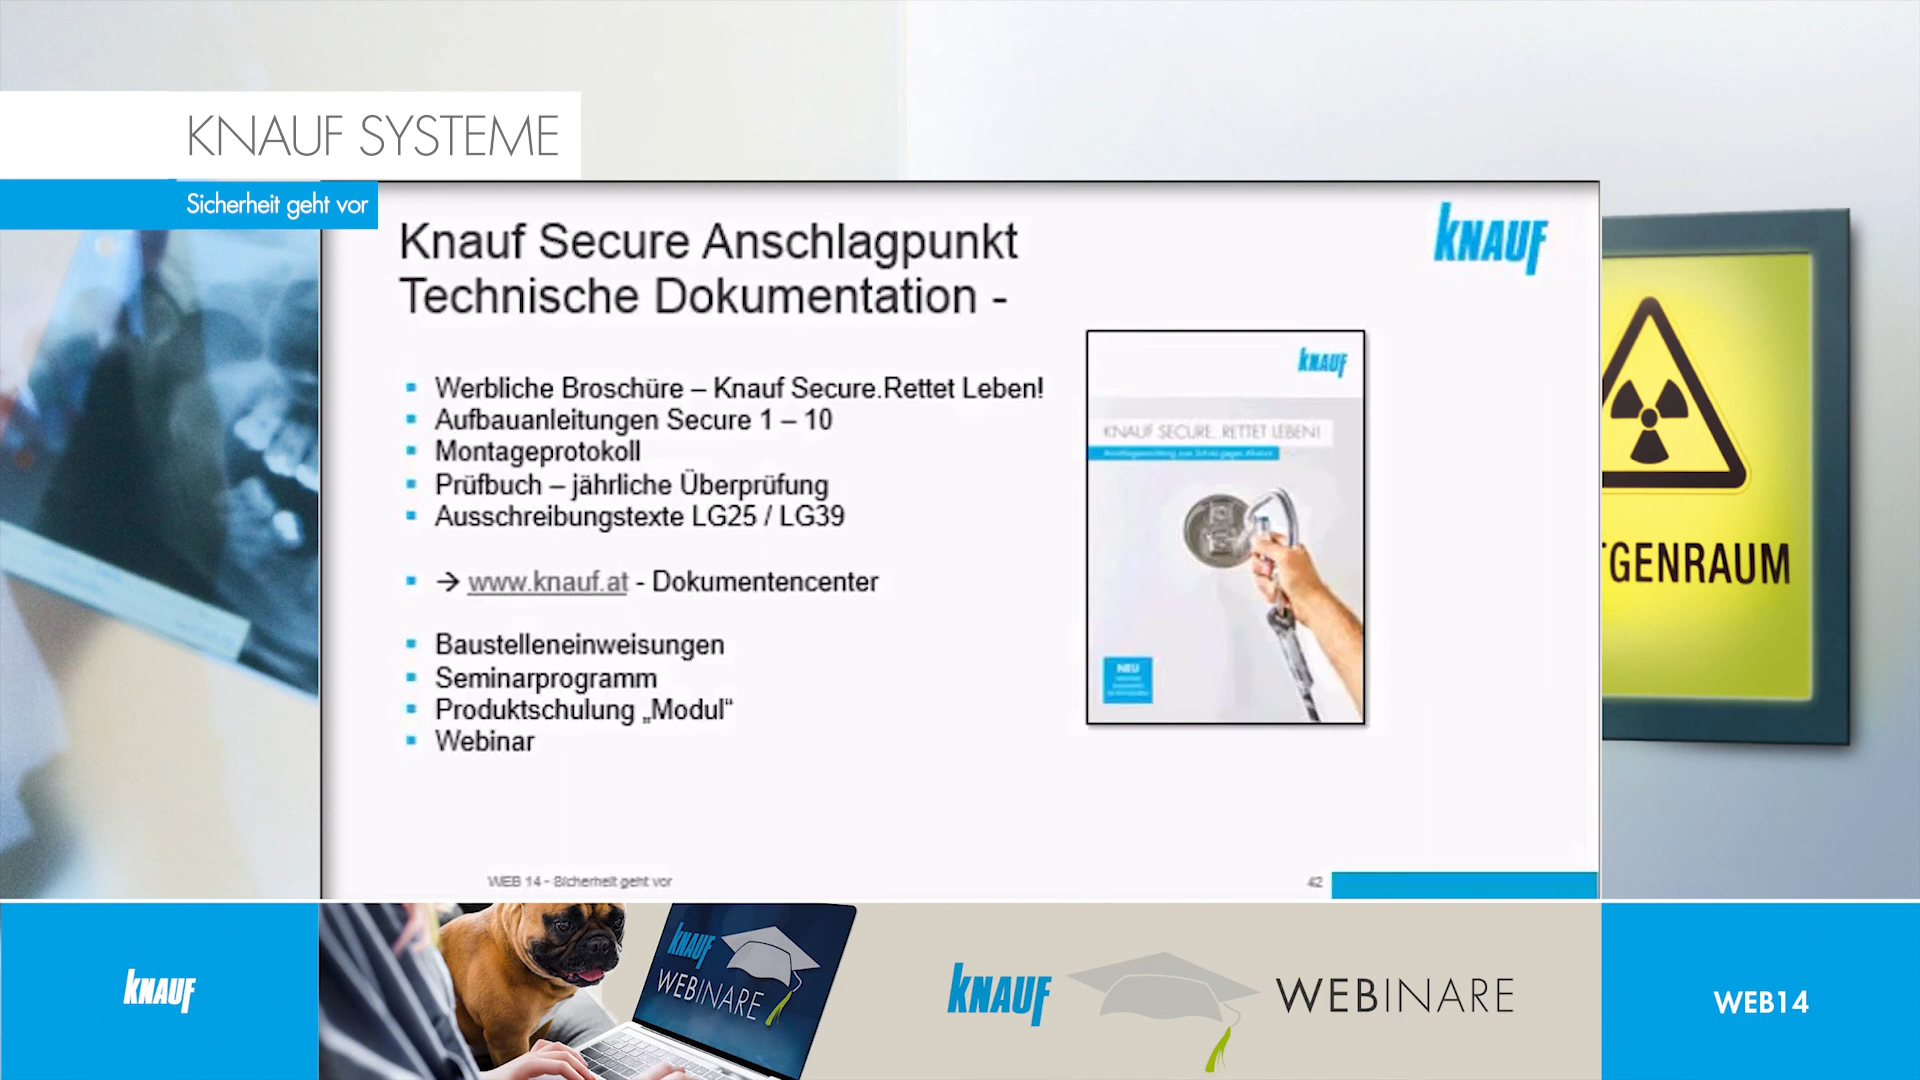 KNAUF SYSTEME
Sicherheit geht vor
Knauf Secure Anschlagpunkt
Technische Dokumentation -
KNAUF
▪ Werbliche Broschüre – Knauf Secure.Rettet Leben!
▪ Aufbauanleitungen Secure 1 – 10
▪ Montageprotokoll
▪ Prüfbuch – jährliche Überprüfung
▪ Ausschreibungstexte LG25 / LG39
▪ → www.knauf.at - Dokumentencenter
▪ Baustelleneinweisungen
▪ Seminarprogramm
▪ Produktschulung „Modul“
▪ Webinar
KNAUF
KNAUF SECURE. RETTET LEBEN!
NEU
TGENRAUM
WEB 14 - Sicherheit geht vor
42
KNAUF
KNAUF
WEBINARE
KNAUF
WEBINARE
WEB14